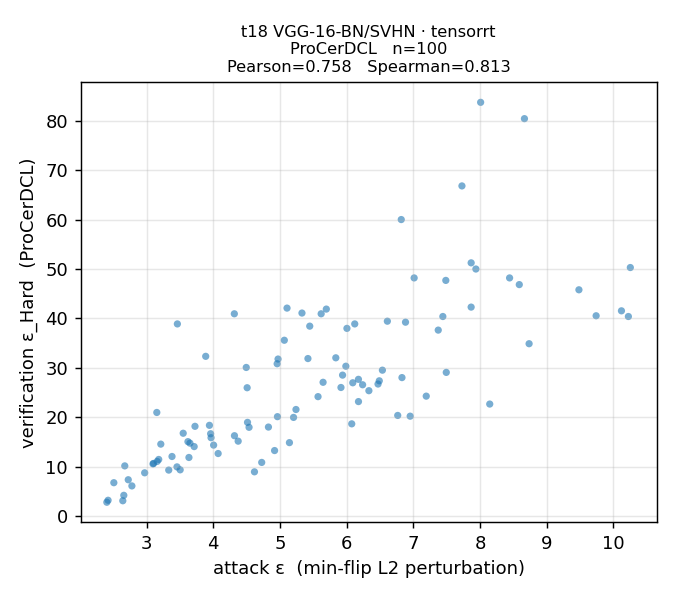 t18 VGG-16-BN/SVHN · tensorrt
ProCerDCL   n=100
Pearson=0.758   Spearman=0.813
verification ε_Hard  (ProCerDCL)
80
70
60
50
40
30
20
10
0
3 4 5 6 7 8 9 10
attack ε  (min-flip L2 perturbation)